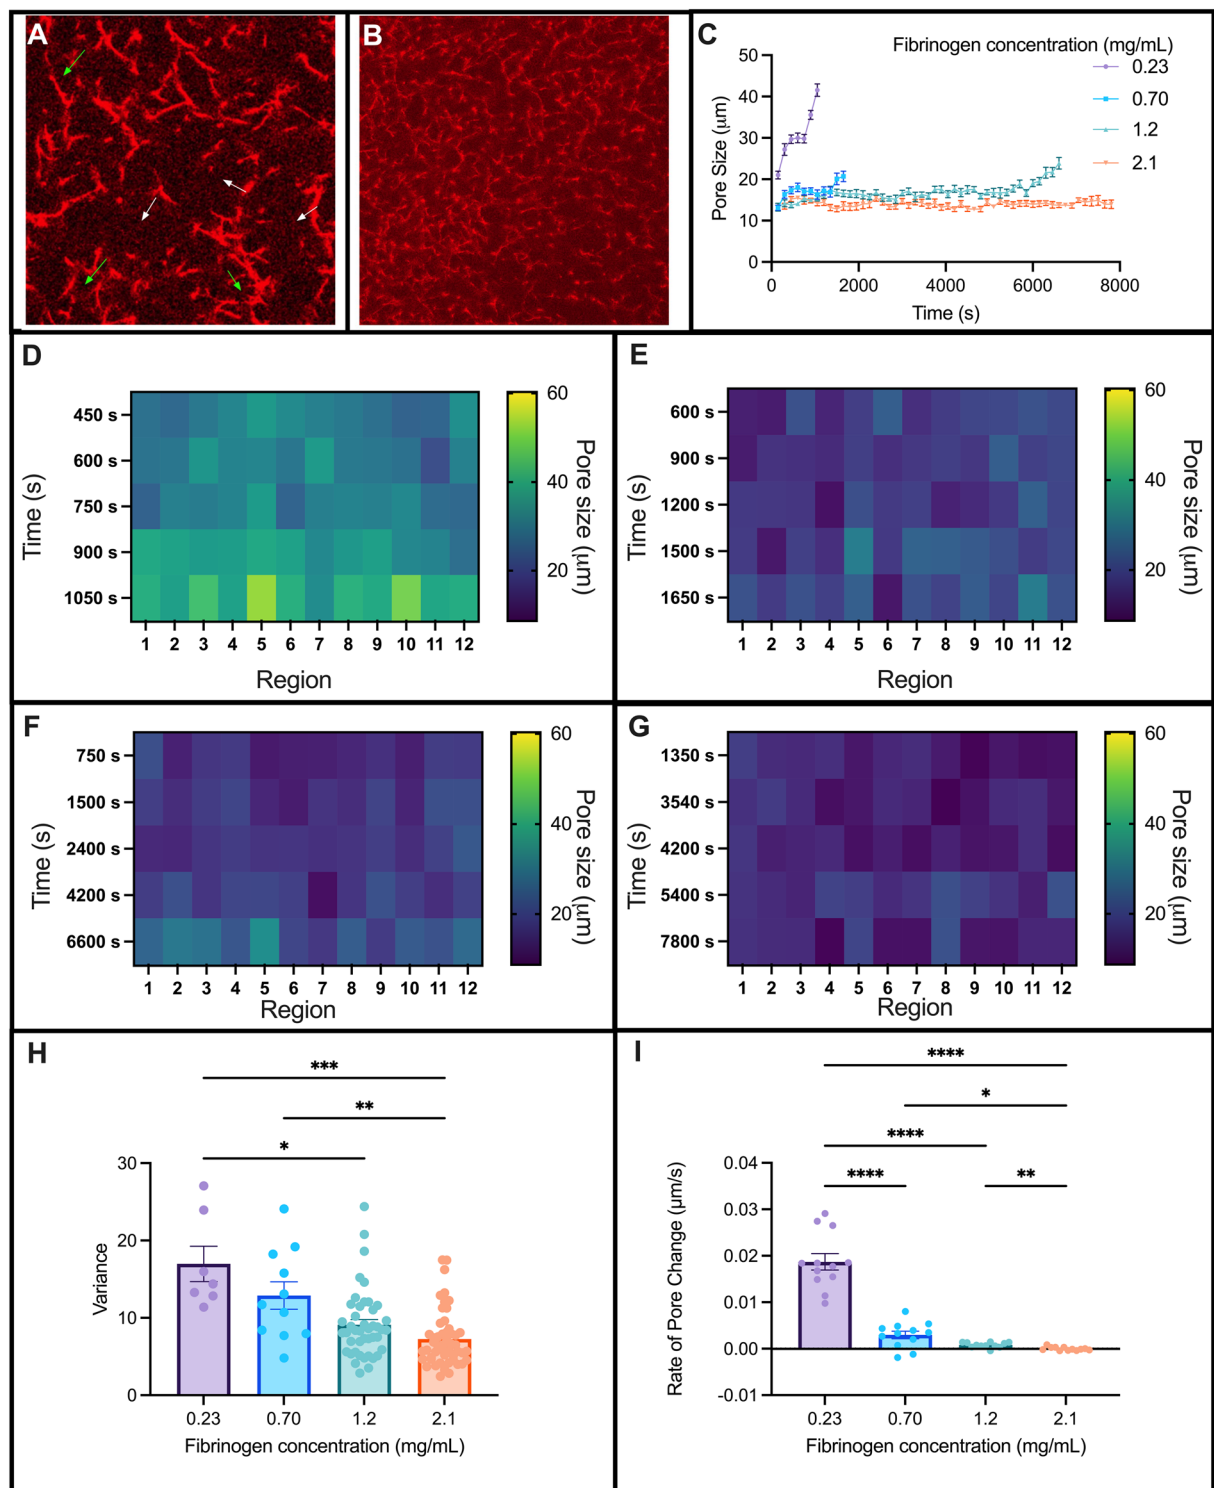 A
B
C
Fibrinogen concentration (mg/mL)
0.23
0.70
1.2
2.1
Pore Size (μm)
50
40
30
20
10
0
0
2000
4000
6000
8000
Time (s)
D
Time (s)
450 s
600 s
750 s
900 s
1050 s
1 2 3 4 5 6 7 8 9 10 11 12
Region
60
40
20
Pore size (μm)
E
Time (s)
600 s
900 s
1200 s
1500 s
1650 s
1 2 3 4 5 6 7 8 9 10 11 12
Region
60
40
20
Pore size (μm)
F
Time (s)
750 s
1500 s
2400 s
4200 s
6600 s
1 2 3 4 5 6 7 8 9 10 11 12
Region
60
40
20
Pore size (μm)
G
Time (s)
1350 s
3540 s
4200 s
5400 s
7800 s
1 2 3 4 5 6 7 8 9 10 11 12
Region
60
40
20
Pore size (μm)
H
***
**
*
Variance
30
20
10
0
0.23 0.70 1.2 2.1
Fibrinogen concentration (mg/mL)
I
****
*
****
**** **
Rate of Pore Change (μm/s)
0.04
0.03
0.02
0.01
0.00
-0.01
0.23 0.70 1.2 2.1
Fibrinogen concentration (mg/mL)